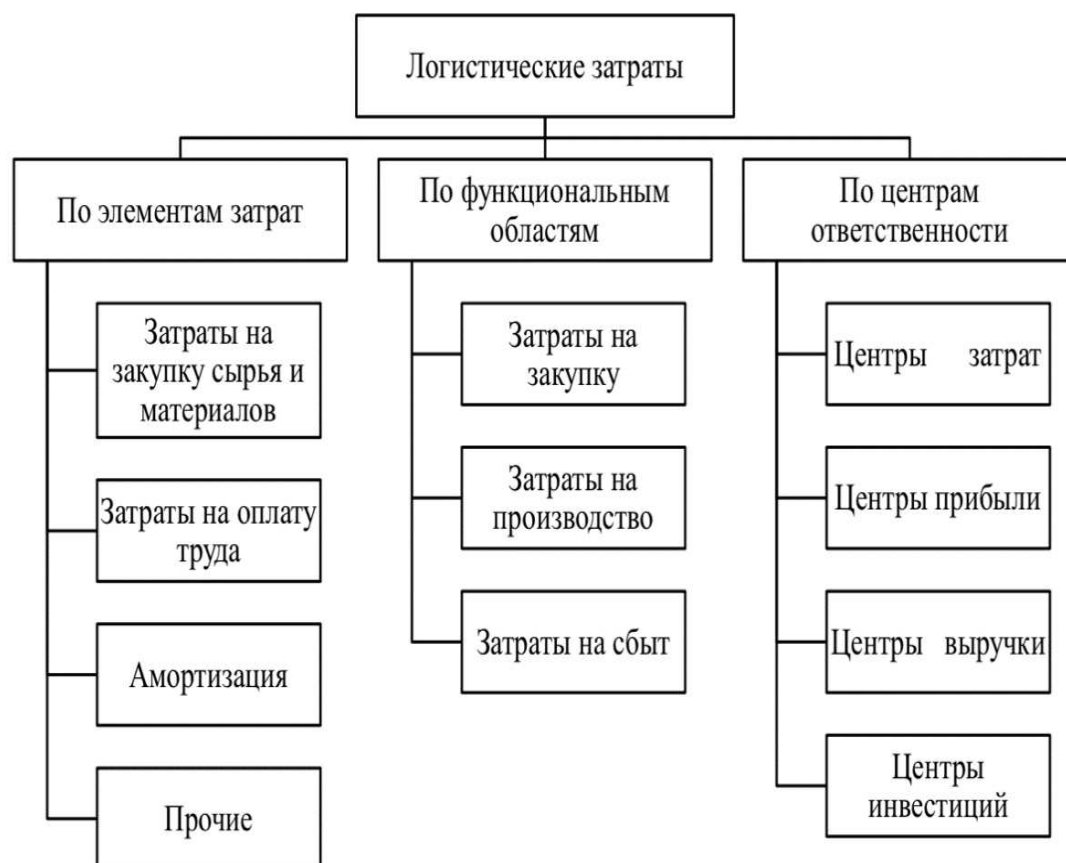 Логистические затраты
По элементам затрат
По функциональным
областям
По центрам
ответственности
Затраты на
закупку сырья и
материалов
Затраты на оплату
труда
Амортизация
Прочие
Затраты на
закупку
Затраты на
производство
Затраты на сбыт
Центры затрат
Центры прибыли
Центры выручки
Центры
инвестиций